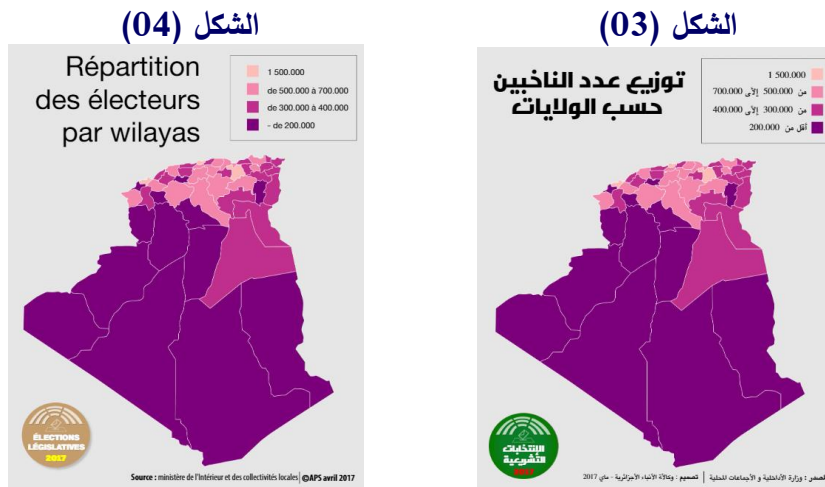 الشكل (03)
توزيع عدد الناخبين
حسب الولايات
1 500.000
من 500.000 إلى 700.000
من 300.000 إلى 400.000
أقل من 200.000
الانتخابات
التشريعية
2017
المصدر : وزارة الداخلية و الجماعات المحلية | تصميم : وكالة الأنباء الجزائرية - ماي 2017
الشكل (04)
Répartition
des électeurs
par wilayas
1 500.000
de 500.000 à 700.000
de 300.000 à 400.000
- de 200.000
ÉLECTIONS
LÉGISLATIVES
2017
Source : ministère de l'Intérieur et des collectivités locales | ©APS avril 2017